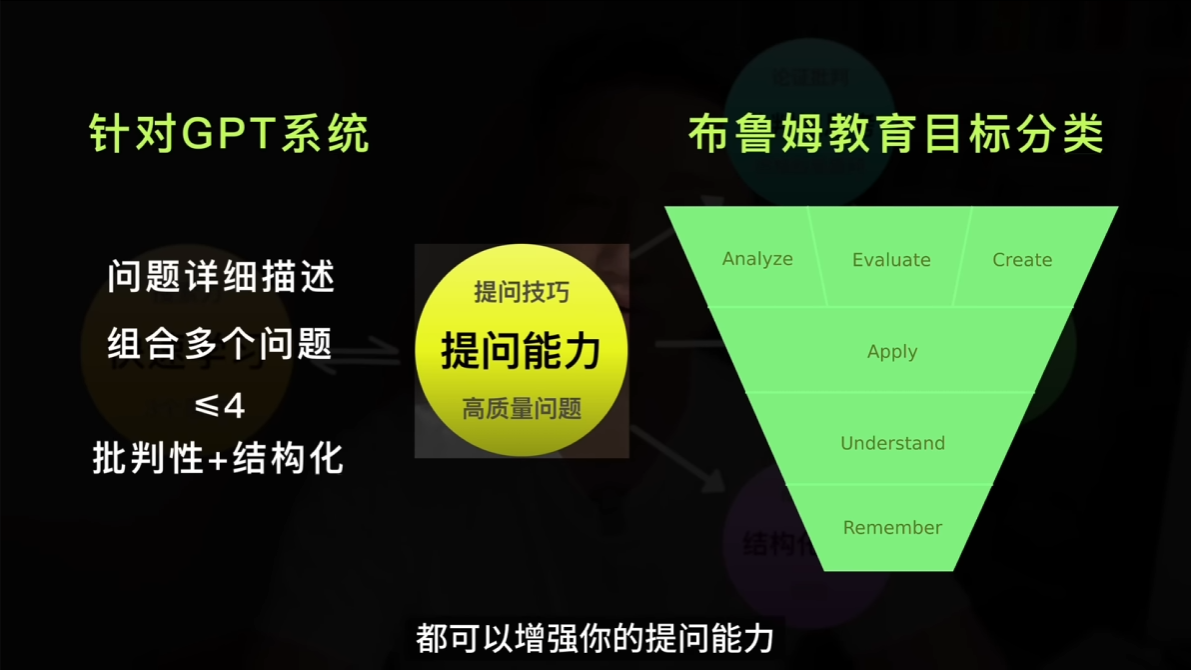 针对GPT系统
布鲁姆教育目标分类
问题详细描述
组合多个问题
≤4
批判性+结构化
提问技巧
提问能力
高质量问题
Analyze
Evaluate
Create
Apply
Understand
Remember
都可以增强你的提问能力